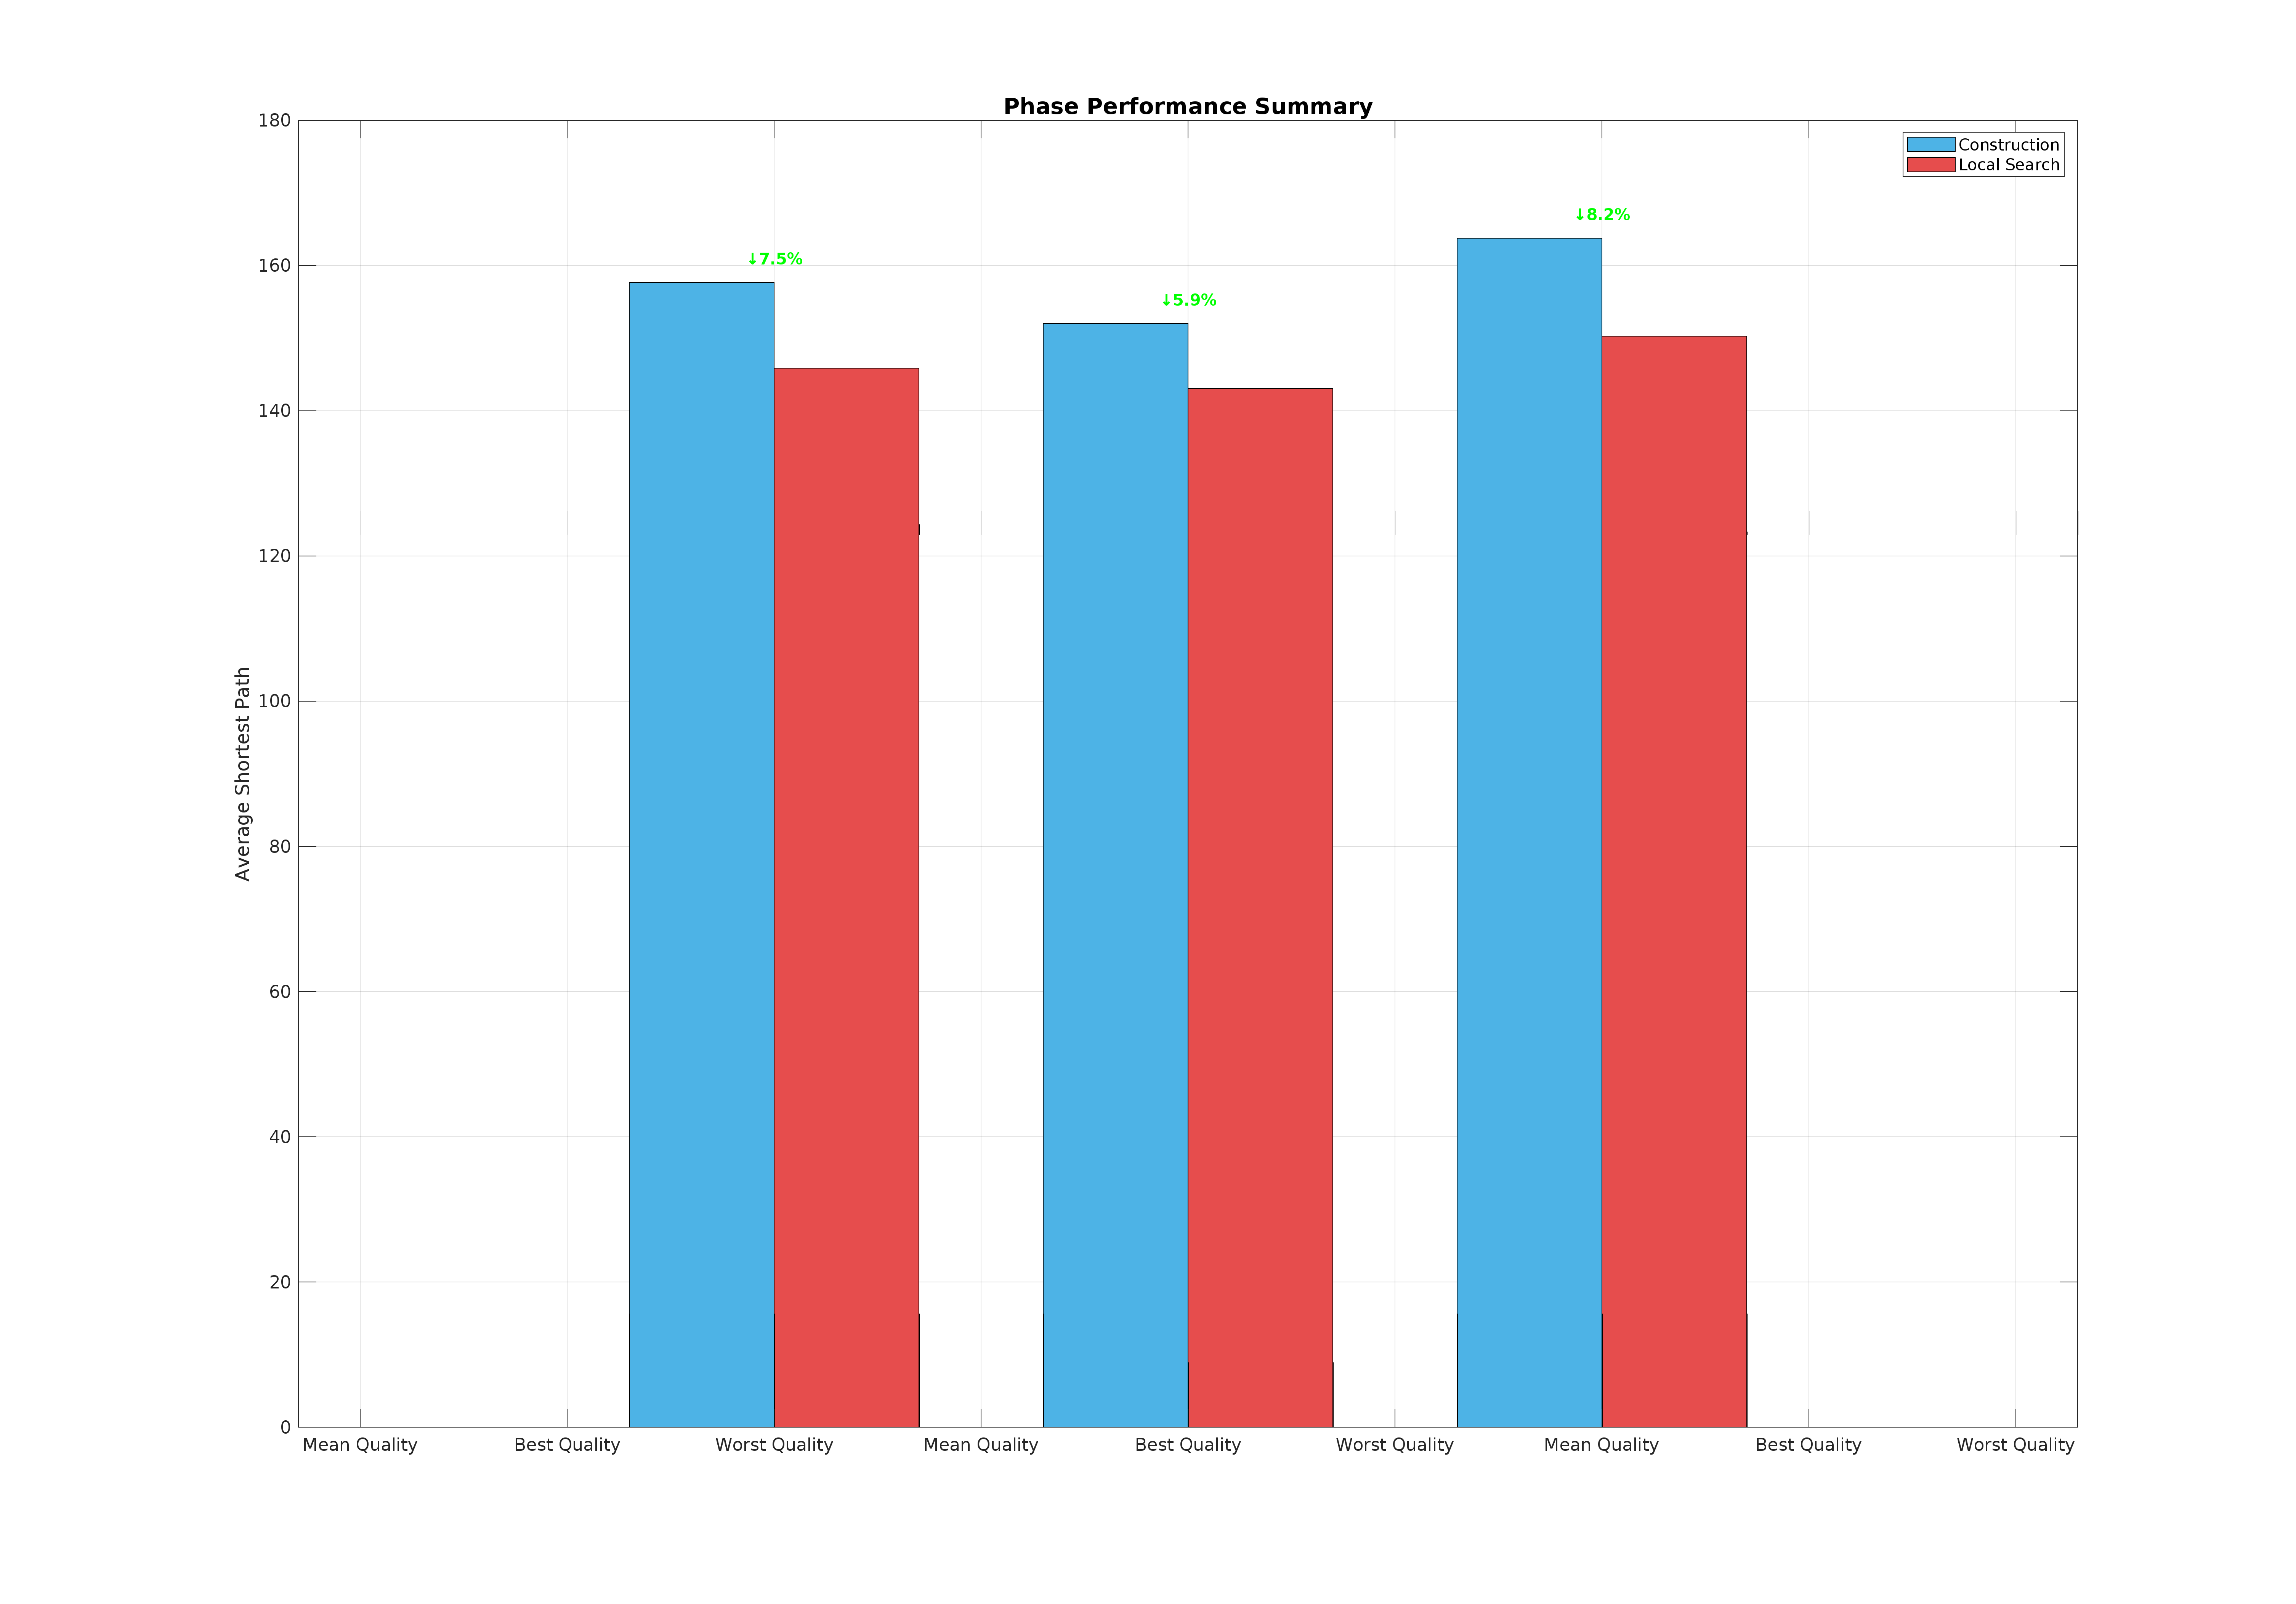 Phase Performance Summary
Construction
Local Search
Average Shortest Path
180
160
140
120
100
80
60
40
20
0
↓7.5%
↓5.9%
↓8.2%
Mean Quality Best Quality Worst Quality Mean Quality Best Quality Worst Quality Mean Quality Best Quality Worst Quality